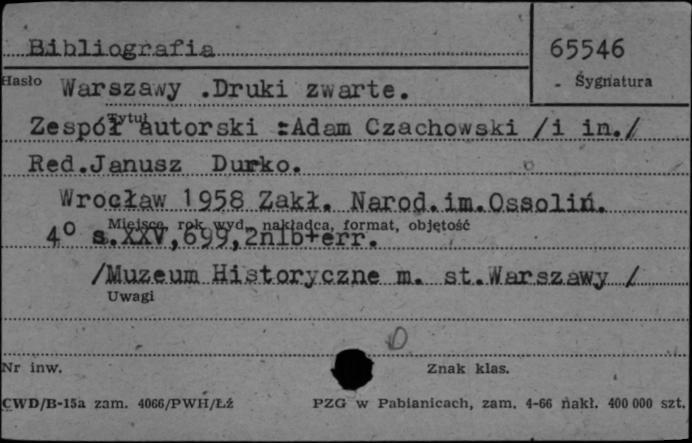 Bibliografia 65546
Hasło Warszawy .Druki zwarte. Sygnatura
Tytuł
Zespół autorski :Adam Czachowski /i in./
Red.Janusz Durko.
Wrocław 1958 Zakł. Narod.im.Ossoliń.
Miejsce, rok wyd., nakładca, format, objętość
4° s.XXV,699,2nlb+err.
/Muzeum Historyczne m. st.Warszawy /
Uwagi
D
Nr inw. Znak klas.
CWD/B-15a zam. 4066/PWH/Łź PZG w Pabianicach, zam. 4-66 nakł. 400 000 szt.